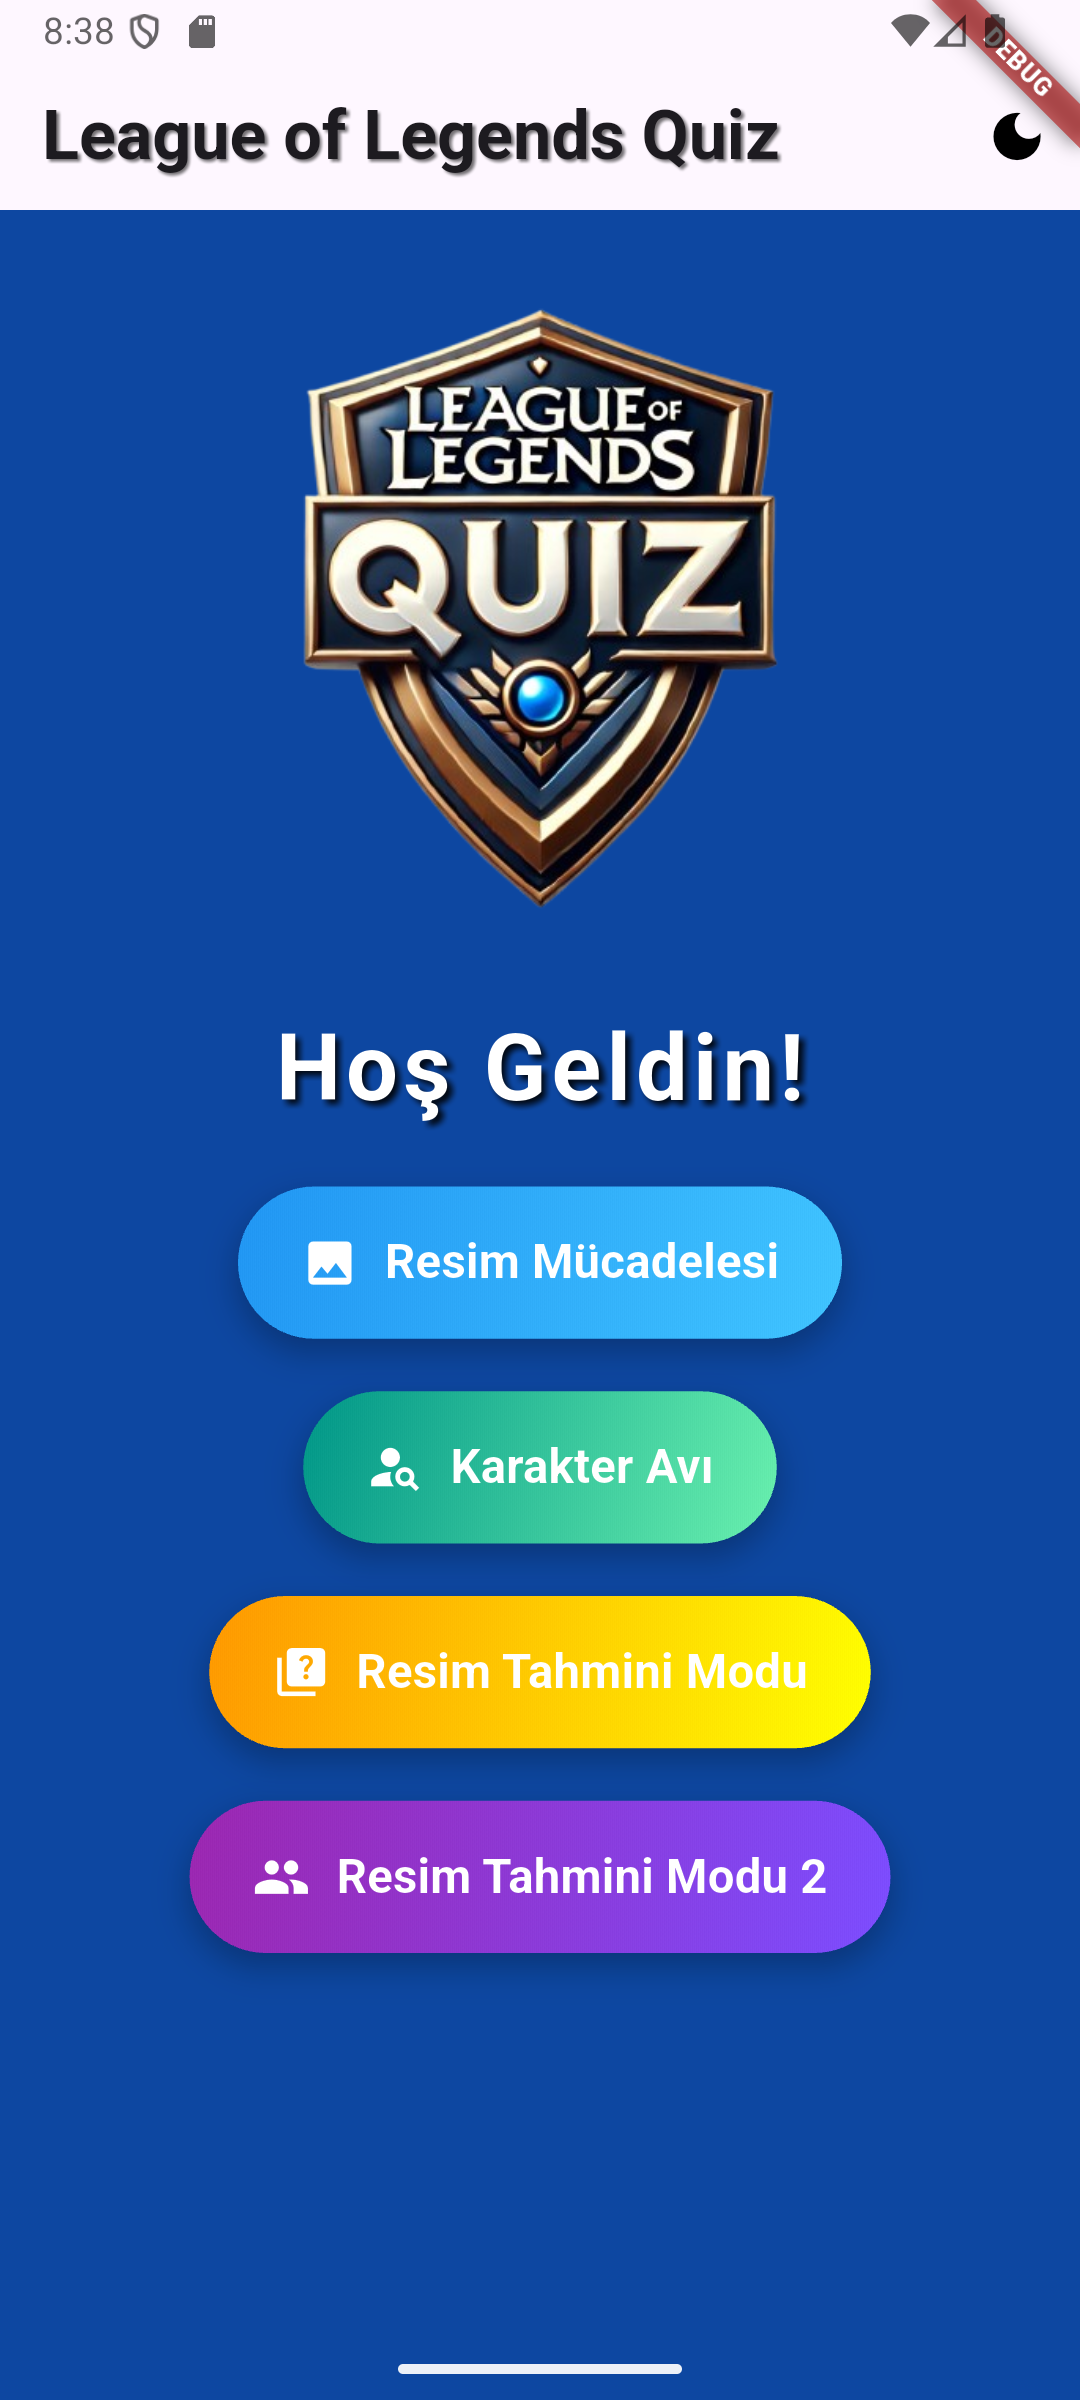 8:38
DEBUG
League of Legends Quiz
LEAGUE OF
LEGENDS
QUIZ
Hoş Geldin!
Resim Mücadelesi
Karakter Avı
?
Resim Tahmini Modu
Resim Tahmini Modu 2